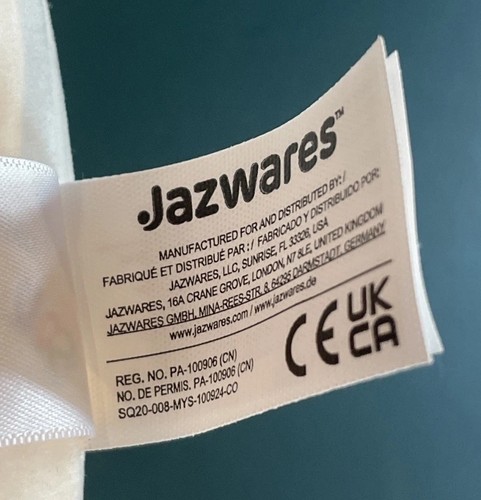 Jazwares™
MANUFACTURED FOR AND DISTRIBUTED BY: /
FABRIQUÉ ET DISTRIBUÉ PAR : / FABRICADO Y DISTRIBUIDO POR:
JAZWARES, LLC, SUNRISE, FL 33326, USA
JAZWARES, 16A CRANE GROVE, LONDON, N7 8LE, UNITED KINGDOM
JAZWARES GMBH, MINA-REES-STR. 8, 64295 DARMSTADT, GERMANY
www.jazwares.com / www.jazwares.de
REG. NO. PA-100906 (CN)
NO. DE PERMIS. PA-100906 (CN)
SQ20-008-MYS-100924-CO
CE
UK
CA